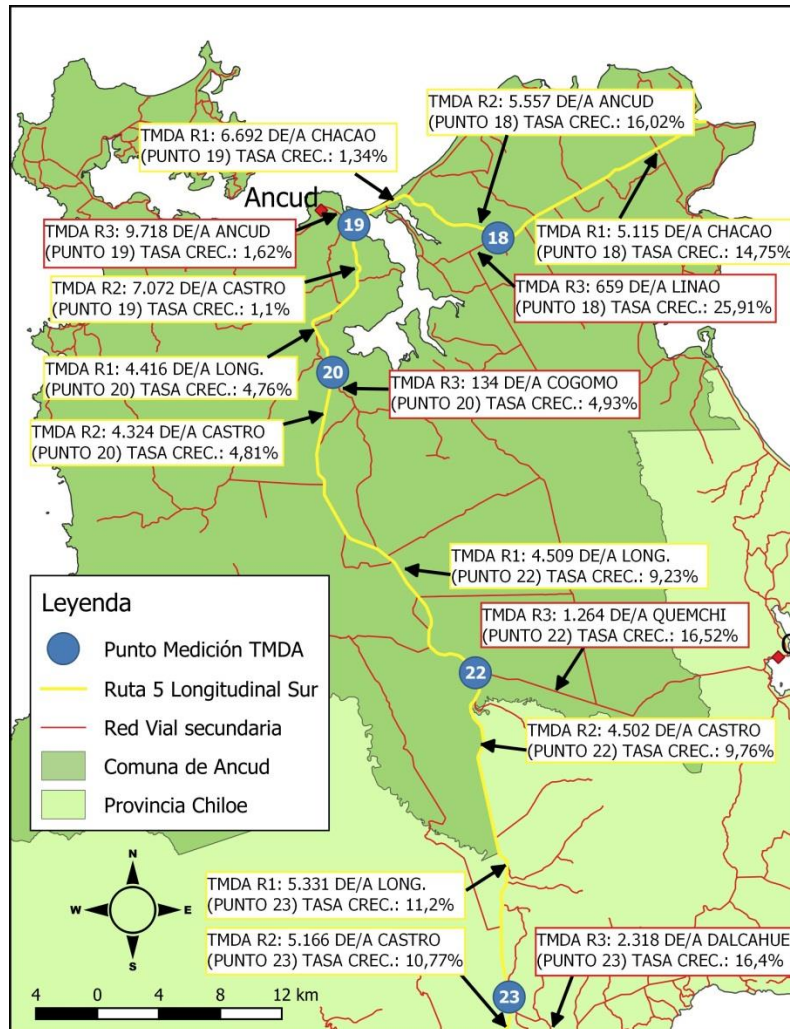 TMDA R2: 5.557 DE/A ANCUD
(PUNTO 18) TASA CREC.: 16,02%
TMDA R1: 6.692 DE/A CHACAO
(PUNTO 19) TASA CREC.: 1,34%
Ancud
19
18
TMDA R3: 9.718 DE/A ANCUD
(PUNTO 19) TASA CREC.: 1,62%
TMDA R1: 5.115 DE/A CHACAO
(PUNTO 18) TASA CREC.: 14,75%
TMDA R2: 7.072 DE/A CASTRO
(PUNTO 19) TASA CREC.: 1,1%
TMDA R3: 659 DE/A LINAO
(PUNTO 18) TASA CREC.: 25,91%
TMDA R1: 4.416 DE/A LONG.
(PUNTO 20) TASA CREC.: 4,76%
20
TMDA R3: 134 DE/A COGOMO
(PUNTO 20) TASA CREC.: 4,93%
TMDA R2: 4.324 DE/A CASTRO
(PUNTO 20) TASA CREC.: 4,81%
TMDA R1: 4.509 DE/A LONG.
(PUNTO 22) TASA CREC.: 9,23%
TMDA R3: 1.264 DE/A QUEMCHI
(PUNTO 22) TASA CREC.: 16,52%
22
TMDA R2: 4.502 DE/A CASTRO
(PUNTO 22) TASA CREC.: 9,76%
Leyenda
Punto Medición TMDA
Ruta 5 Longitudinal Sur
Red Vial secundaria
Comuna de Ancud
Provincia Chiloe
N
W
E
S
TMDA R1: 5.331 DE/A LONG.
(PUNTO 23) TASA CREC.: 11,2%
TMDA R2: 5.166 DE/A CASTRO
(PUNTO 23) TASA CREC.: 10,77%
TMDA R3: 2.318 DE/A DALCAHUE
(PUNTO 23) TASA CREC.: 16,4%
23
4 0 4 8 12 km